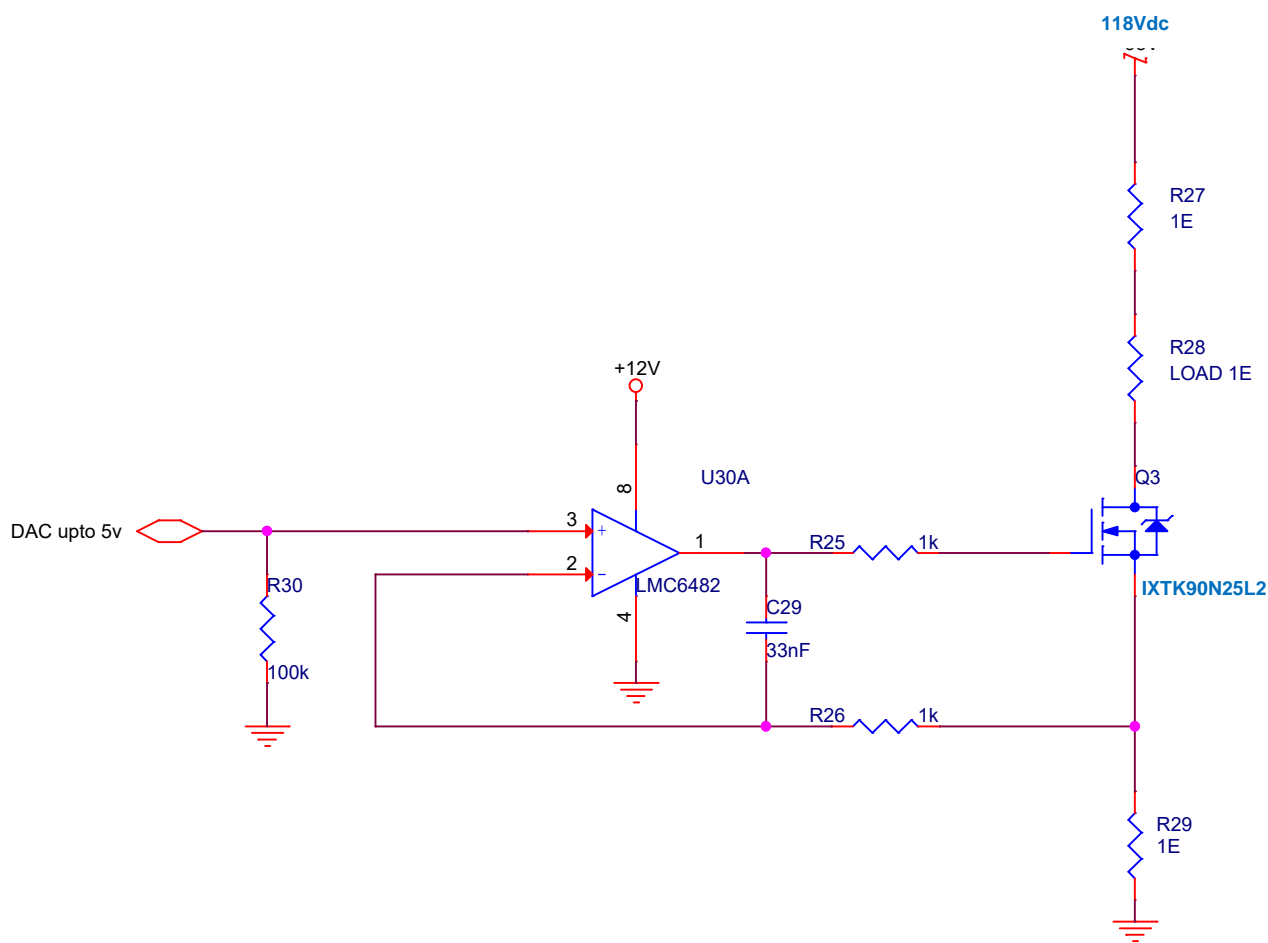 118Vdc
R27
1E
R28
LOAD 1E
+12V
U30A
Q3
8
DAC upto 5v
3
+
1
R25
1k
2
−
LMC6482
IXTK90N25L2
R30
4
C29
33nF
100k
R26
1k
R29
1E